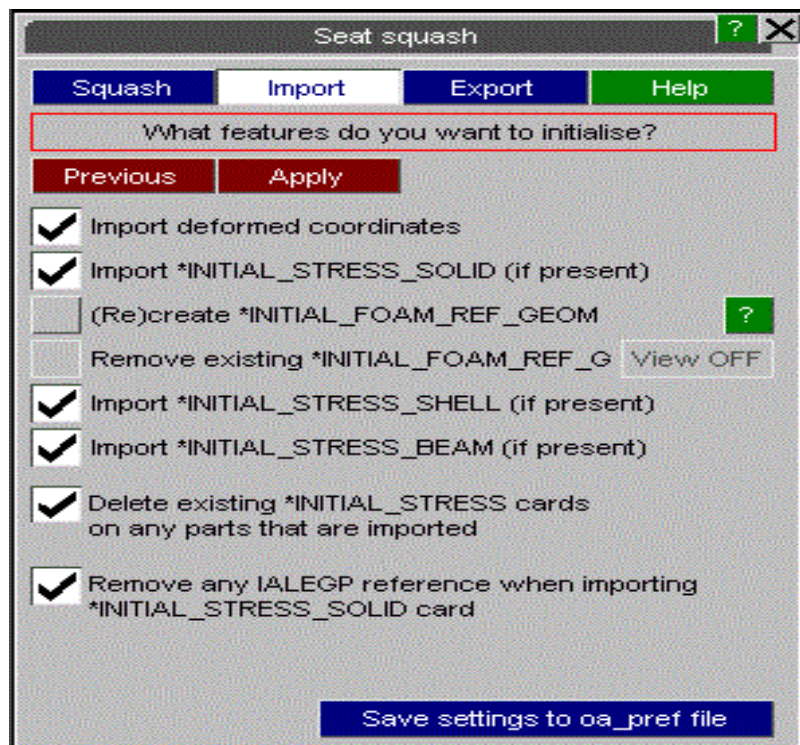 Seat squash ?
Squash Import Export Help
What features do you want to initialise?
Previous Apply
Import deformed coordinates
Import *INITIAL_STRESS_SOLID (if present)
(Re)create *INITIAL_FOAM_REF_GEOM ?
Remove existing *INITIAL_FOAM_REF_G View OFF
Import *INITIAL_STRESS_SHELL (if present)
Import *INITIAL_STRESS_BEAM (if present)
Delete existing *INITIAL_STRESS cards
on any parts that are imported
Remove any IALEGP reference when importing
*INITIAL_STRESS_SOLID card
Save settings to oa_pref file